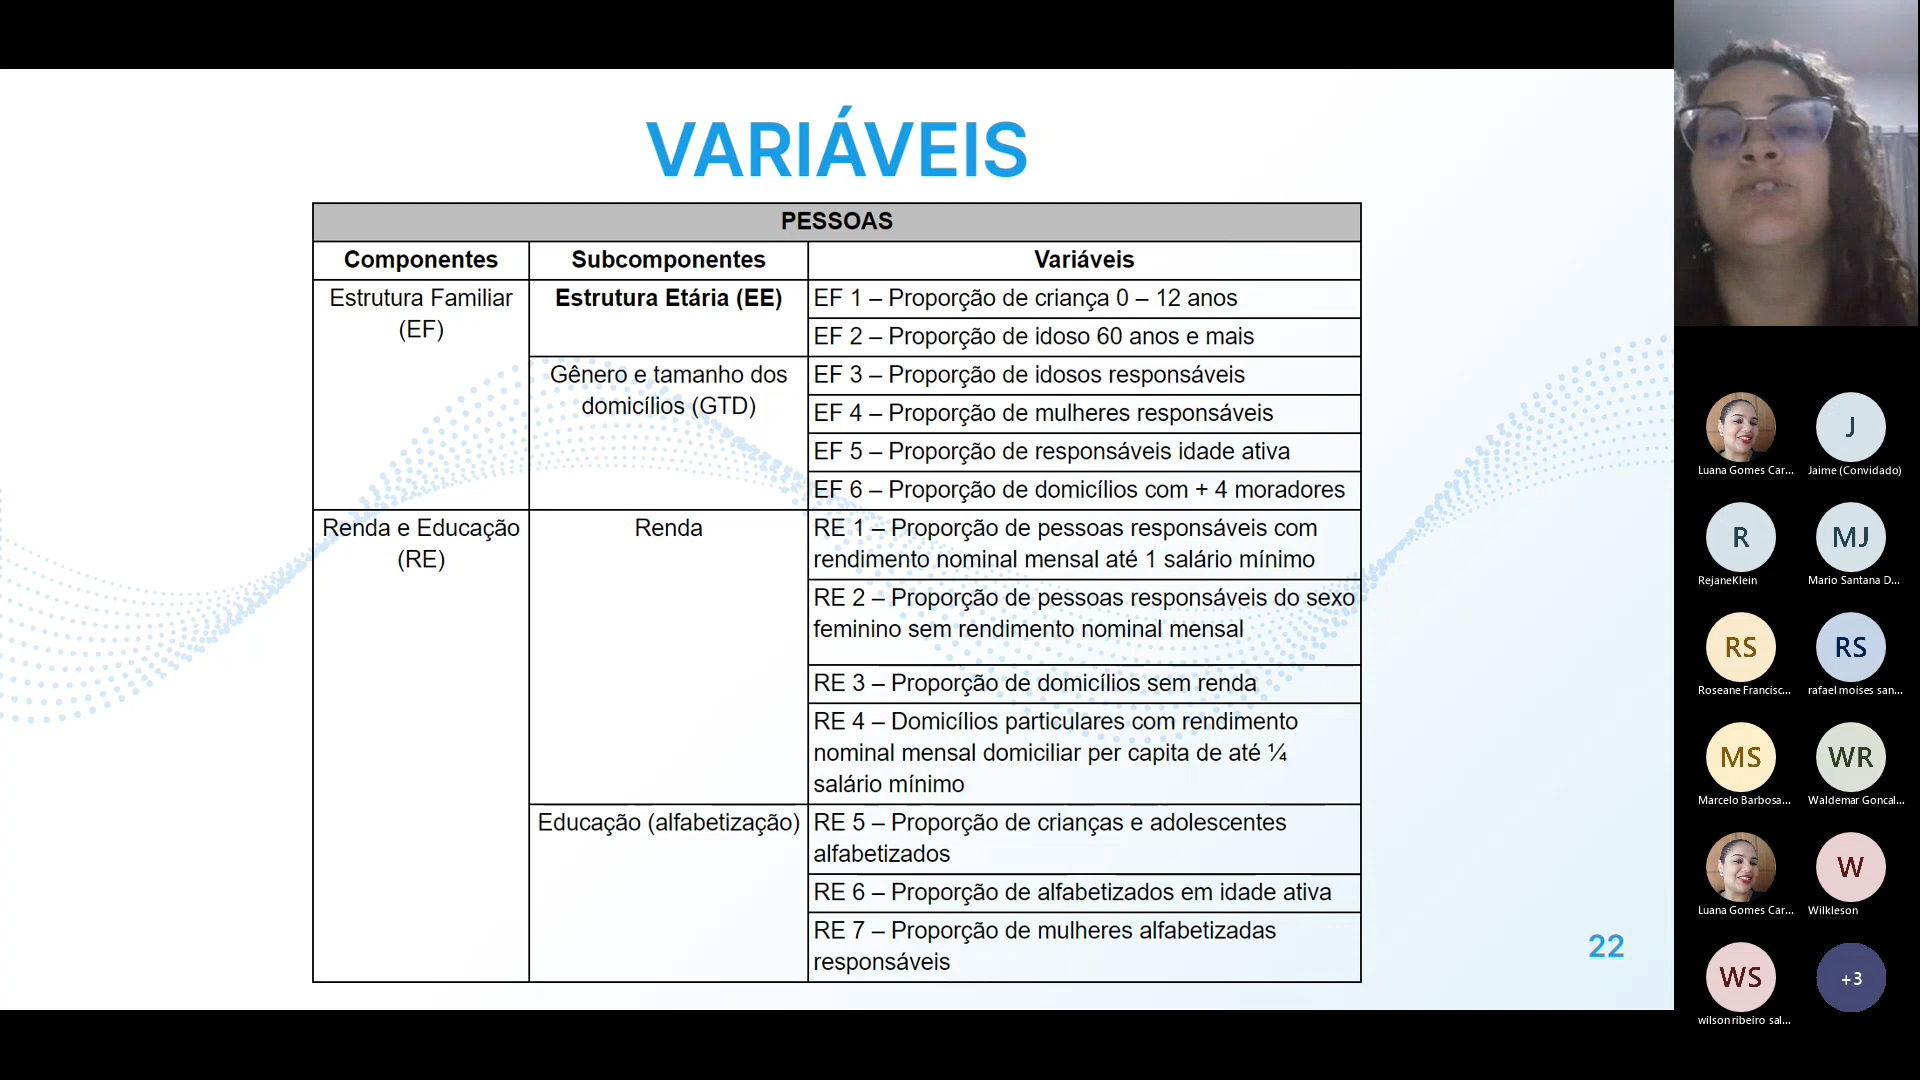 VARIÁVEIS
PESSOAS
Componentes
Subcomponentes
Variáveis
Estrutura Familiar
(EF)
Estrutura Etária (EE)
EF 1 – Proporção de criança 0 – 12 anos
EF 2 – Proporção de idoso 60 anos e mais
Gênero e tamanho dos
domicílios (GTD)
EF 3 – Proporção de idosos responsáveis
EF 4 – Proporção de mulheres responsáveis
EF 5 – Proporção de responsáveis idade ativa
EF 6 – Proporção de domicílios com + 4 moradores
Renda e Educação
(RE)
Renda
RE 1 – Proporção de pessoas responsáveis com
rendimento nominal mensal até 1 salário mínimo
RE 2 – Proporção de pessoas responsáveis do sexo
feminino sem rendimento nominal mensal
RE 3 – Proporção de domicílios sem renda
RE 4 – Domicílios particulares com rendimento
nominal mensal domiciliar per capita de até ¼
salário mínimo
Educação (alfabetização)
RE 5 – Proporção de crianças e adolescentes
alfabetizados
RE 6 – Proporção de alfabetizados em idade ativa
RE 7 – Proporção de mulheres alfabetizadas
responsáveis
22
J
Luana Gomes Car...
Jaime (Convidado)
R
MJ
RejaneKlein
Mario Santana D...
RS
RS
Roseane Francisc...
rafael moises san...
MS
WR
Marcelo Barbosa...
Waldemar Goncal...
W
Luana Gomes Car...
Wilkleson
WS
+3
wilson ribeiro sal...